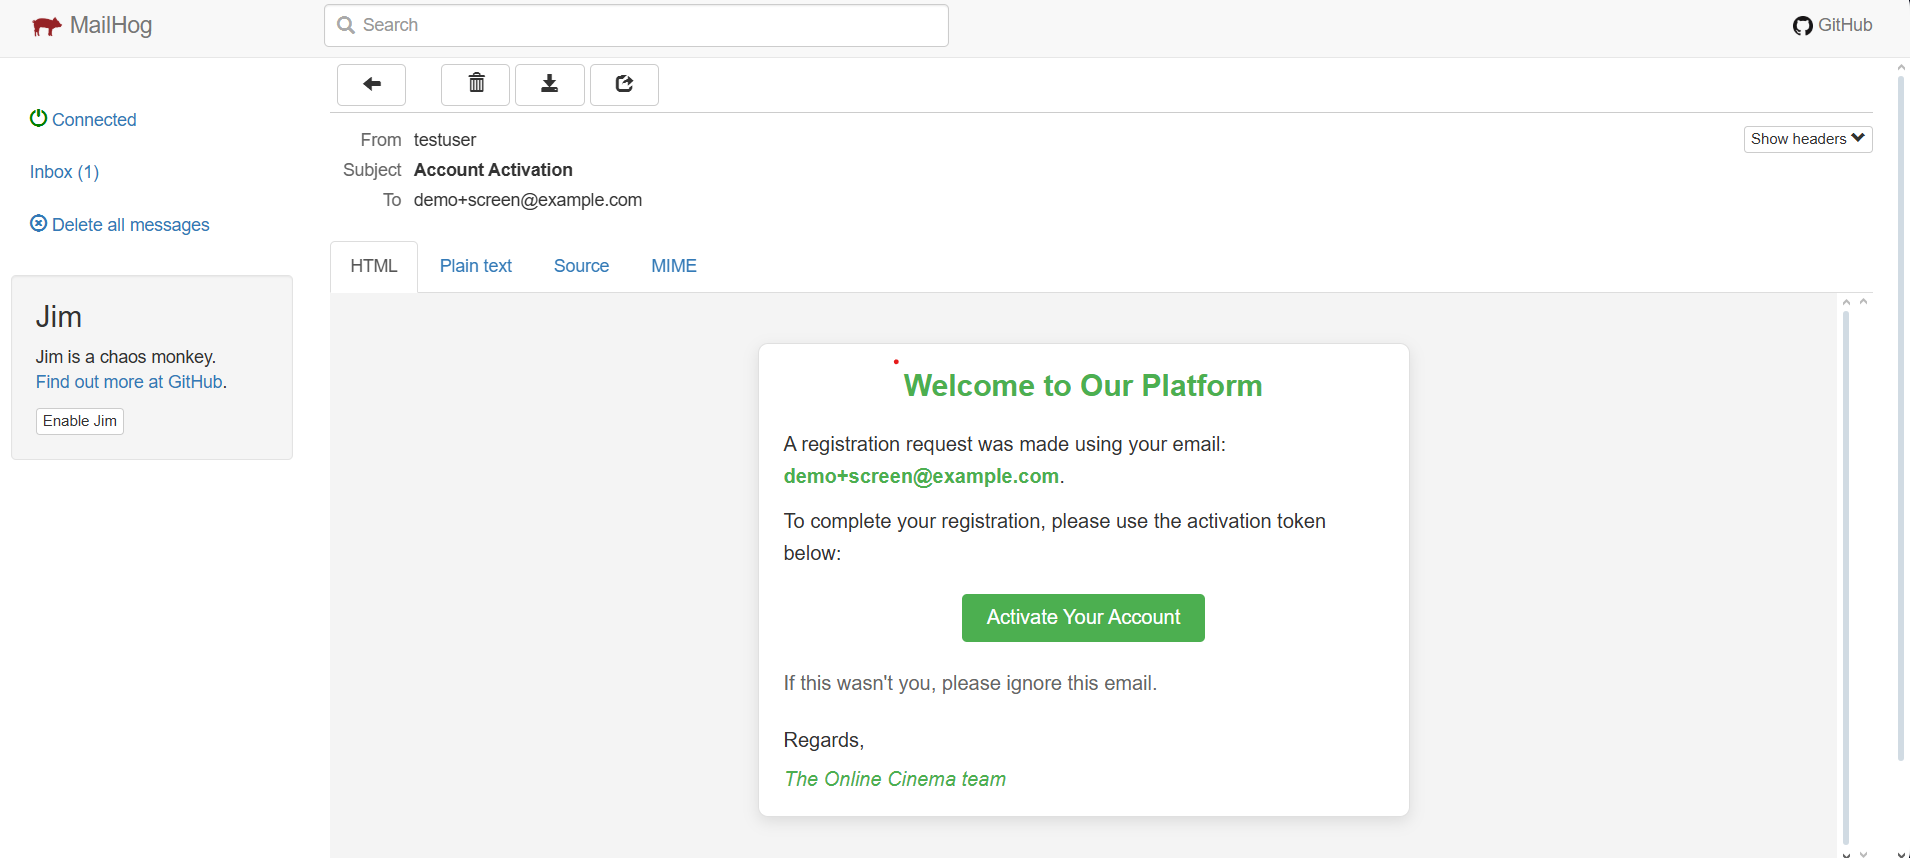 MailHog
Search
GitHub
Connected
Inbox (1)
Delete all messages
Jim
Jim is a chaos monkey.
Find out more at GitHub.
Enable Jim
From testuser
Show headers
Subject Account Activation
To demo+screen@example.com
HTML Plain text Source MIME
Welcome to Our Platform
A registration request was made using your email:
demo+screen@example.com.
To complete your registration, please use the activation token
below:
Activate Your Account
If this wasn't you, please ignore this email.
Regards,
The Online Cinema team